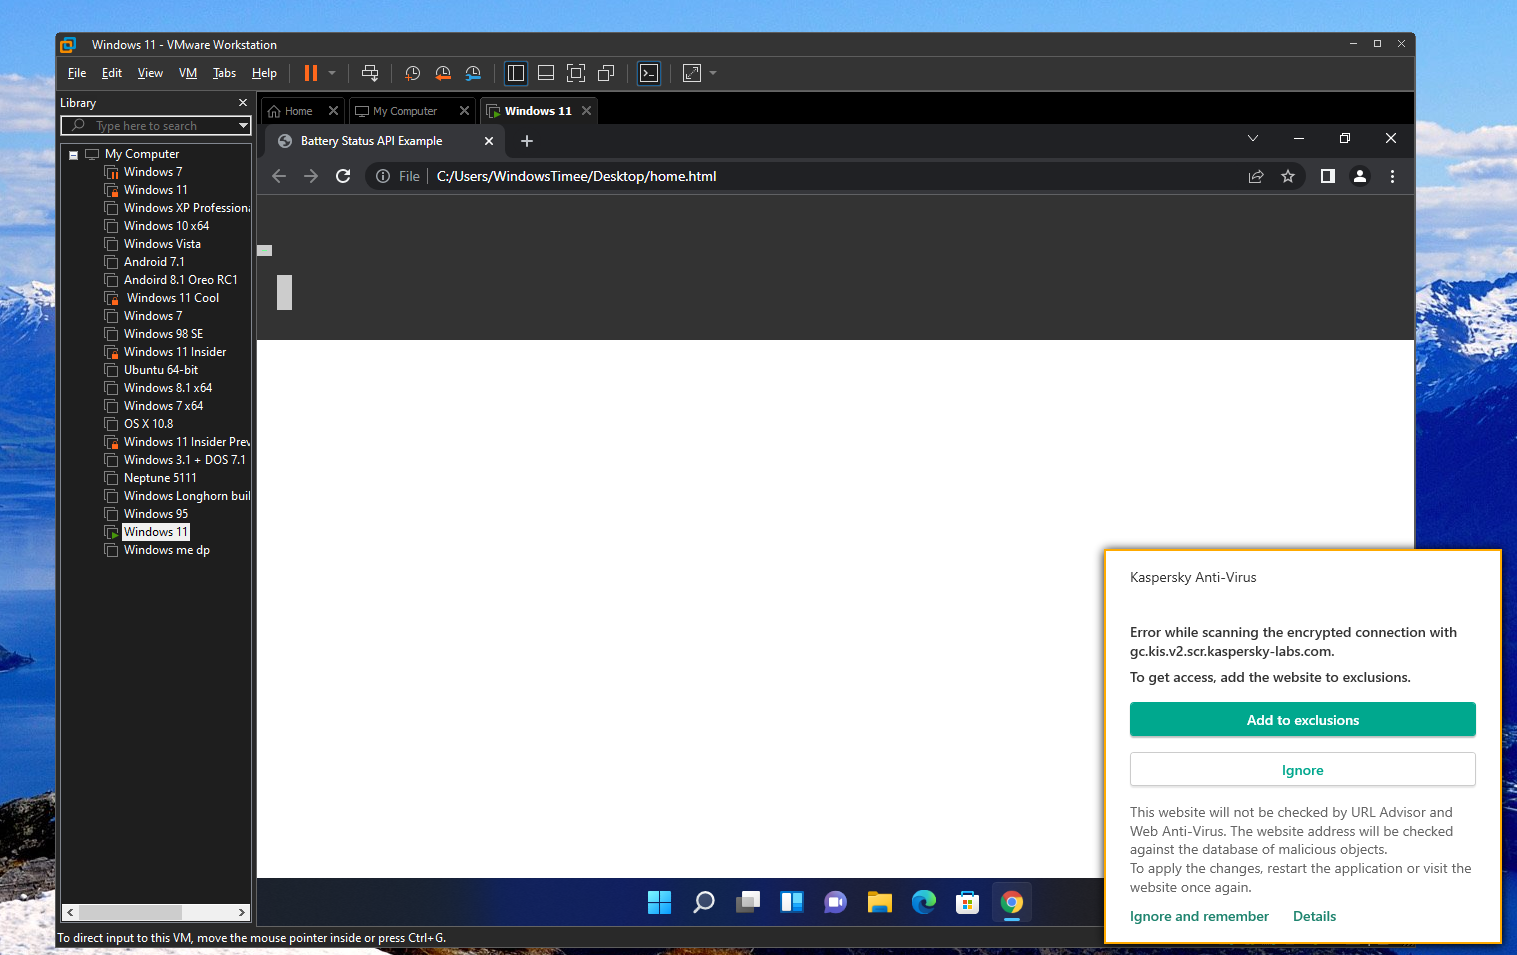 Windows 11 - VMware Workstation
File Edit View VM Tabs Help
Library
Type here to search
My Computer
Windows 7
Windows 11
Windows XP Professiona
Windows 10 x64
Windows Vista
Android 7.1
Andoird 8.1 Oreo RC1
Windows 11 Cool
Windows 7
Windows 98 SE
Windows 11 Insider
Ubuntu 64-bit
Windows 8.1 x64
Windows 7 x64
OS X 10.8
Windows 11 Insider Prev
Windows 3.1 + DOS 7.1
Neptune 5111
Windows Longhorn buil
Windows 95
Windows 11
Windows me dp
Home My Computer Windows 11
Battery Status API Example
File C:/Users/WindowsTimee/Desktop/home.html
Kaspersky Anti-Virus
Error while scanning the encrypted connection with
gc.kis.v2.scr.kaspersky-labs.com.
To get access, add the website to exclusions.
Add to exclusions
Ignore
This website will not be checked by URL Advisor and
Web Anti-Virus. The website address will be checked
against the database of malicious objects.
To apply the changes, restart the application or visit the
website once again.
Ignore and remember Details
To direct input to this VM, move the mouse pointer inside or press Ctrl+G.